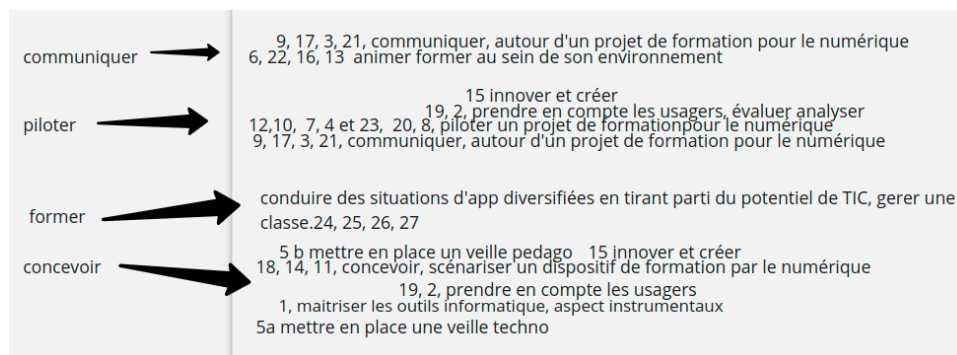 communiquer
9, 17, 3, 21, communiquer, autour d'un projet de formation pour le numérique
6, 22, 16, 13 animer former au sein de son environnement
15 innover et créer
19, 2, prendre en compte les usagers, évaluer analyser
piloter
12,10, 7, 4 et 23, 20, 8, piloter un projet de formationpour le numérique
9, 17, 3, 21, communiquer, autour d'un projet de formation pour le numérique
former
conduire des situations d'app diversifiées en tirant parti du potentiel de TIC, gerer une
classe.24, 25, 26, 27
5 b mettre en place un veille pedago 15 innover et créer
concevoir
18, 14, 11, concevoir, scénariser un dispositif de formation par le numérique
19, 2, prendre en compte les usagers
1, maitriser les outils informatique, aspect instrumentaux
5a mettre en place une veille techno